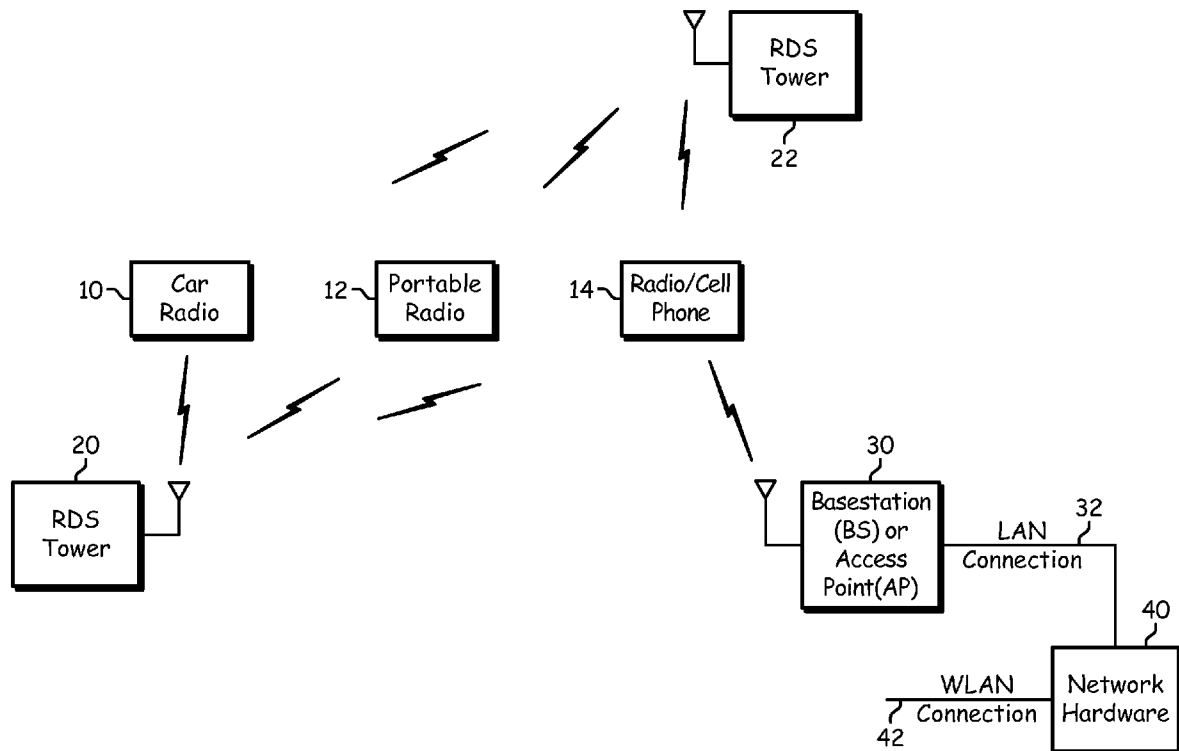 RDS
Tower
22
10
Car
Radio
12
Portable
Radio
14
Radio/Cell
Phone
20
RDS
Tower
30
Basestation
(BS) or
Access
Point(AP)
LAN
Connection
32
40
Network
Hardware
WLAN
Connection
42